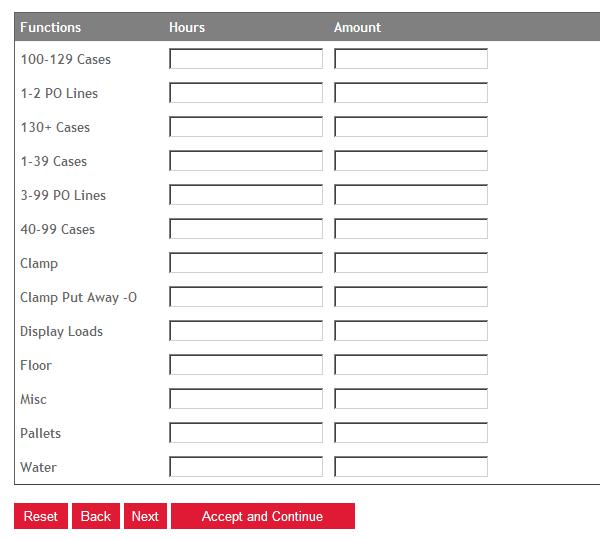 Functions Hours Amount
100-129 Cases
1-2 PO Lines
130+ Cases
1-39 Cases
3-99 PO Lines
40-99 Cases
Clamp
Clamp Put Away -O
Display Loads
Floor
Misc
Pallets
Water
Reset Back Next Accept and Continue